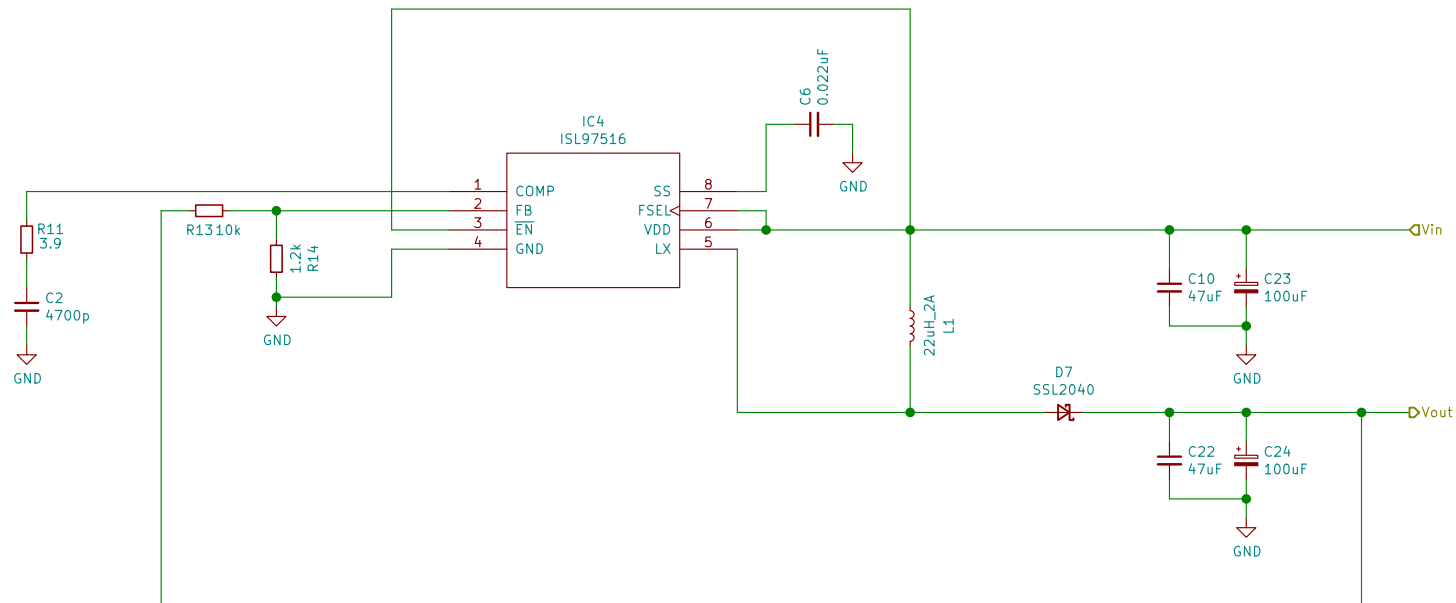 C6
0.022uF
IC4
ISL97516
1
COMP
2
FB
3
EN
4
GND
SS
8
FSEL
7
VDD
6
LX
5
GND
R11
3.9
R13
10k
1.2k
R14
C2
4700p
GND
GND
22uH_2A
L1
Vin
C10
47uF
C23
100uF
GND
D7
SSL2040
Vout
C22
47uF
C24
100uF
GND